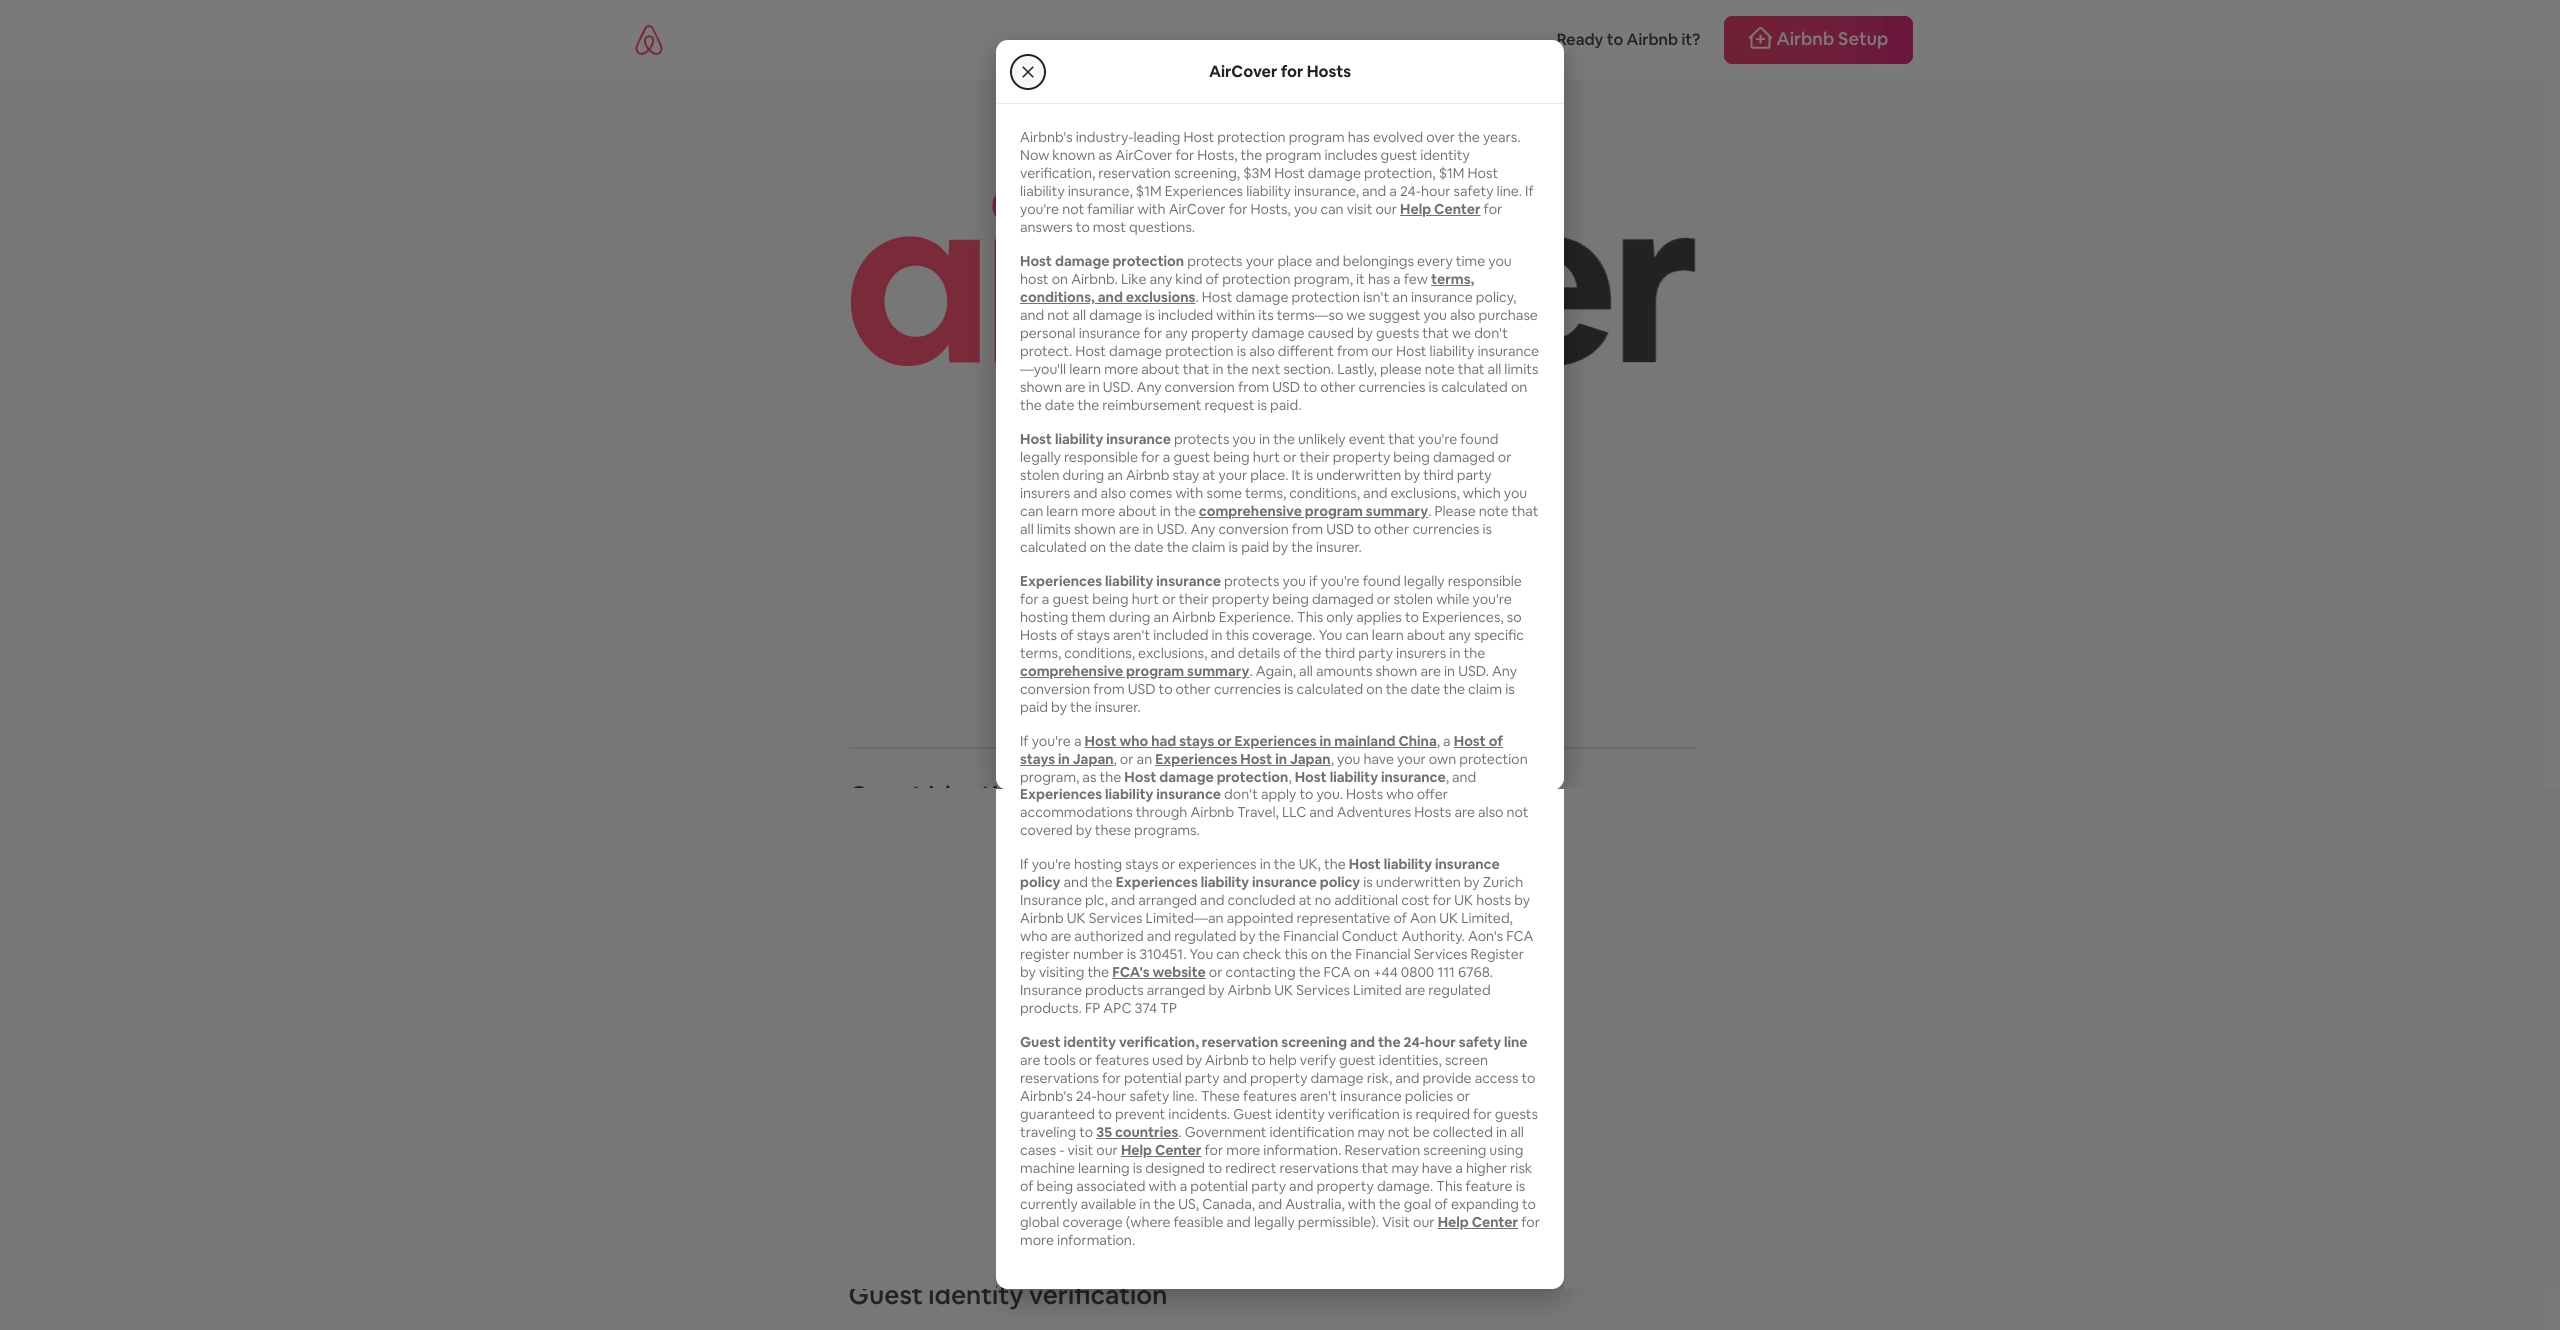 Ready to Airbnb it?
Airbnb Setup
AirCover for Hosts
Airbnb's industry-leading Host protection program has evolved over the years.
Now known as AirCover for Hosts, the program includes guest identity
verification, reservation screening, $3M Host damage protection, $1M Host
liability insurance, $1M Experiences liability insurance, and a 24-hour safety line. If
you're not familiar with AirCover for Hosts, you can visit our Help Center for
answers to most questions.
Host damage protection protects your place and belongings every time you
host on Airbnb. Like any kind of protection program, it has a few terms,
conditions, and exclusions. Host damage protection isn't an insurance policy,
and not all damage is included within its terms—so we suggest you also purchase
personal insurance for any property damage caused by guests that we don't
protect. Host damage protection is also different from our Host liability insurance
—you'll learn more about that in the next section. Lastly, please note that all limits
shown are in USD. Any conversion from USD to other currencies is calculated on
the date the reimbursement request is paid.
Host liability insurance protects you in the unlikely event that you're found
legally responsible for a guest being hurt or their property being damaged or
stolen during an Airbnb stay at your place. It is underwritten by third party
insurers and also comes with some terms, conditions, and exclusions, which you
can learn more about in the comprehensive program summary. Please note that
all limits shown are in USD. Any conversion from USD to other currencies is
calculated on the date the claim is paid by the insurer.
Experiences liability insurance protects you if you're found legally responsible
for a guest being hurt or their property being damaged or stolen while you're
hosting them during an Airbnb Experience. This only applies to Experiences, so
Hosts of stays aren't included in this coverage. You can learn about any specific
terms, conditions, exclusions, and details of the third party insurers in the
comprehensive program summary. Again, all amounts shown are in USD. Any
conversion from USD to other currencies is calculated on the date the claim is
paid by the insurer.
If you're a Host who had stays or Experiences in mainland China, a Host of
stays in Japan, or an Experiences Host in Japan, you have your own protection
program, as the Host damage protection, Host liability insurance, and
Experiences liability insurance don't apply to you. Hosts who offer
accommodations through Airbnb Travel, LLC and Adventures Hosts are also not
covered by these programs.
If you're hosting stays or experiences in the UK, the Host liability insurance
policy and the Experiences liability insurance policy is underwritten by Zurich
Insurance plc, and arranged and concluded at no additional cost for UK hosts by
Airbnb UK Services Limited—an appointed representative of Aon UK Limited,
who are authorized and regulated by the Financial Conduct Authority. Aon's FCA
register number is 310451. You can check this on the Financial Services Register
by visiting the FCA's website or contacting the FCA on +44 0800 111 6768.
Insurance products arranged by Airbnb UK Services Limited are regulated
products. FP APC 374 TP
Guest identity verification, reservation screening and the 24-hour safety line
are tools or features used by Airbnb to help verify guest identities, screen
reservations for potential party and property damage risk, and provide access to
Airbnb's 24-hour safety line. These features aren't insurance policies or
guaranteed to prevent incidents. Guest identity verification is required for guests
traveling to 35 countries. Government identification may not be collected in all
cases - visit our Help Center for more information. Reservation screening using
machine learning is designed to redirect reservations that may have a higher risk
of being associated with a potential party and property damage. This feature is
currently available in the US, Canada, and Australia, with the goal of expanding to
global coverage (where feasible and legally permissible). Visit our Help Center for
more information.
Guest identity verification